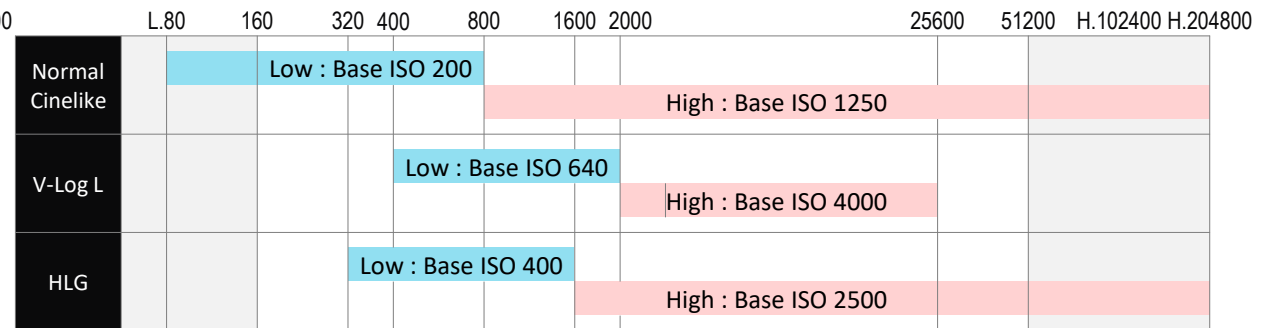 L.80 160 320 400 800 1600 2000 25600 51200 H.102400 H.204800
Normal
Cinelike
Low : Base ISO 200
High : Base ISO 1250
V-Log L
Low : Base ISO 640
High : Base ISO 4000
HLG
Low : Base ISO 400
High : Base ISO 2500